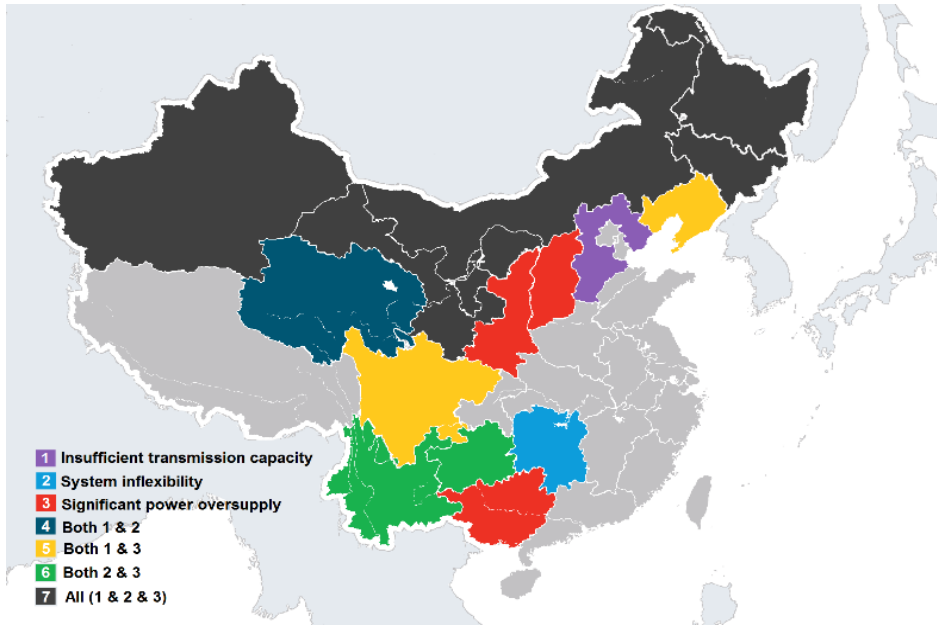 1 Insufficient transmission capacity
2 System inflexibility
3 Significant power oversupply
4 Both 1 & 2
5 Both 1 & 3
6 Both 2 & 3
7 All (1 & 2 & 3)